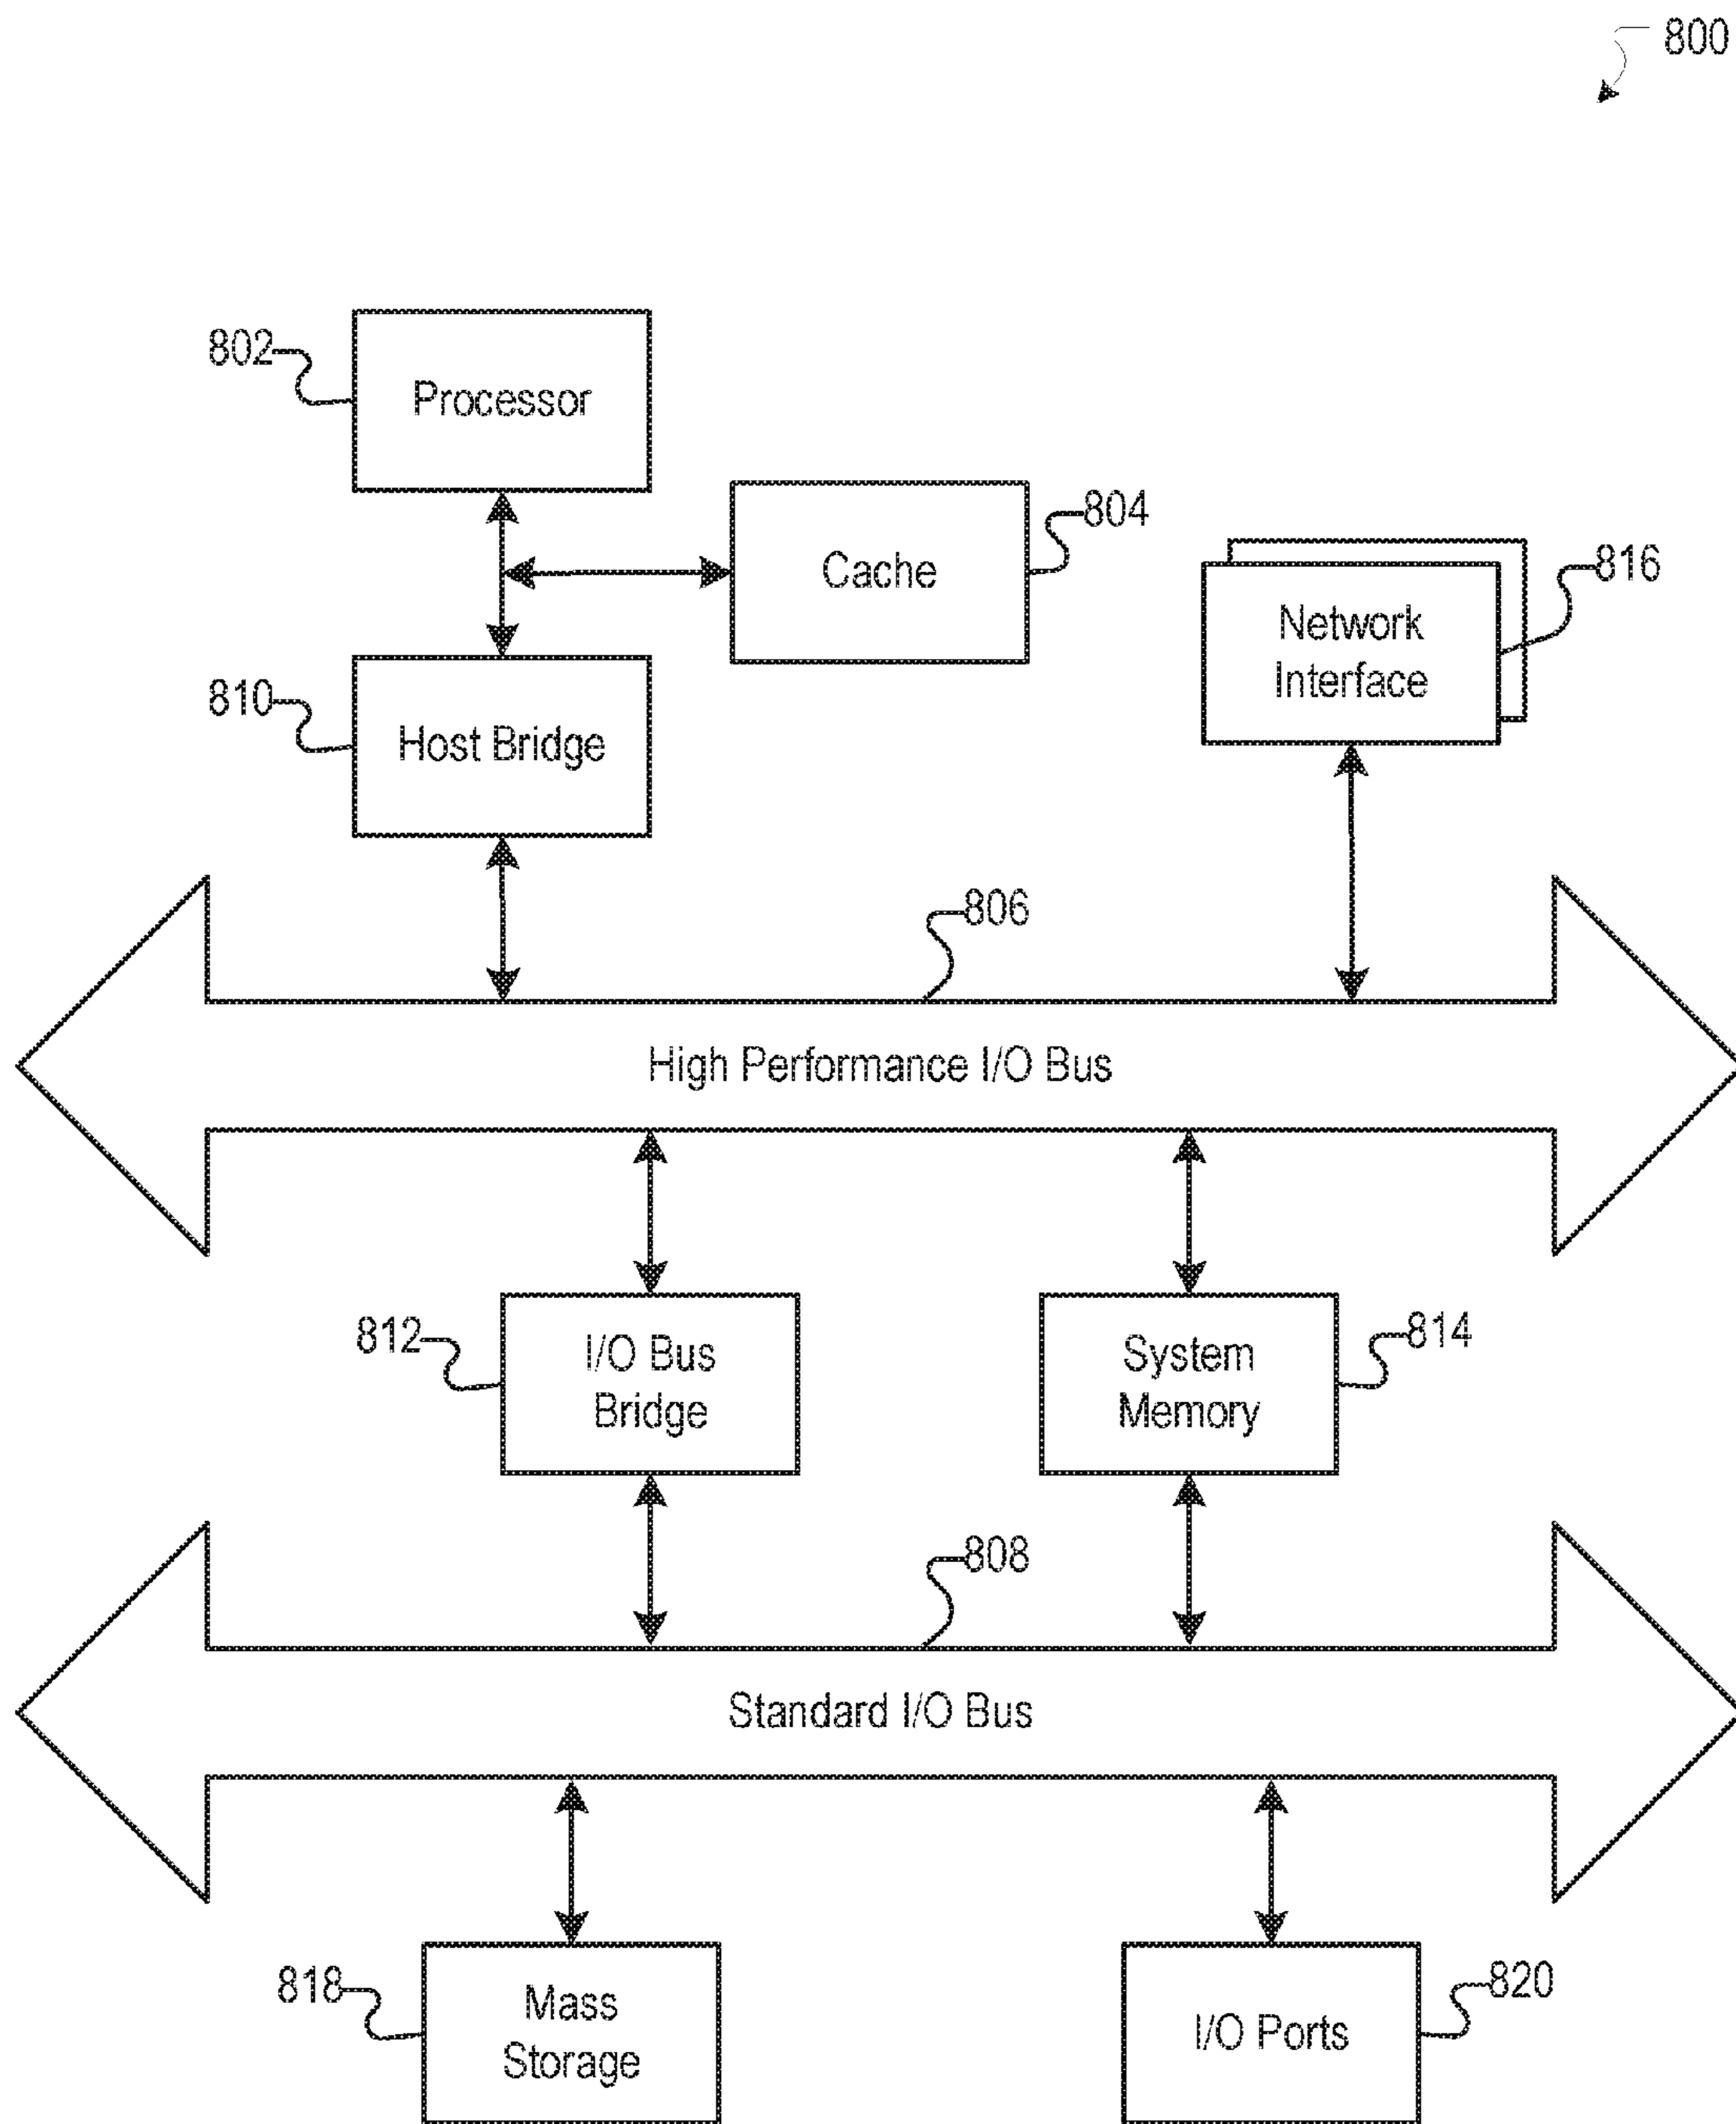 800
802
Processor
804
Cache
816
Network
Interface
810
Host Bridge
806
High Performance I/O Bus
812
I/O Bus
Bridge
System
Memory
814
808
Standard I/O Bus
818
Mass
Storage
I/O Ports
820